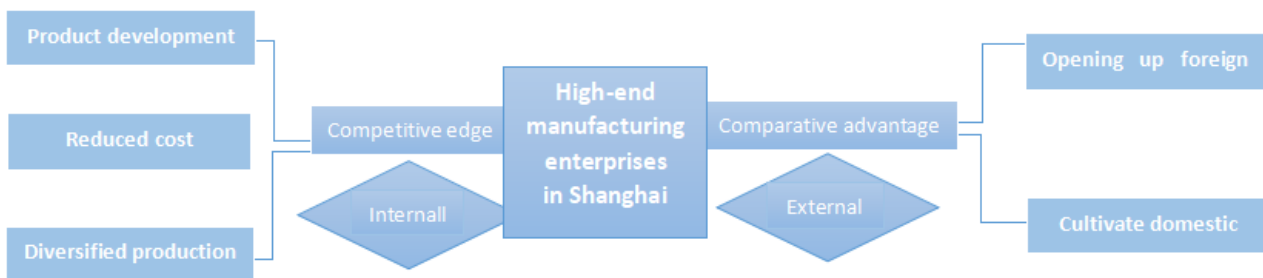 Product development
Reduced cost
Diversified production
Competitive edge
Internall
High-end
manufacturing
enterprises
in Shanghai
Comparative advantage
External
Opening up foreign
Cultivate domestic